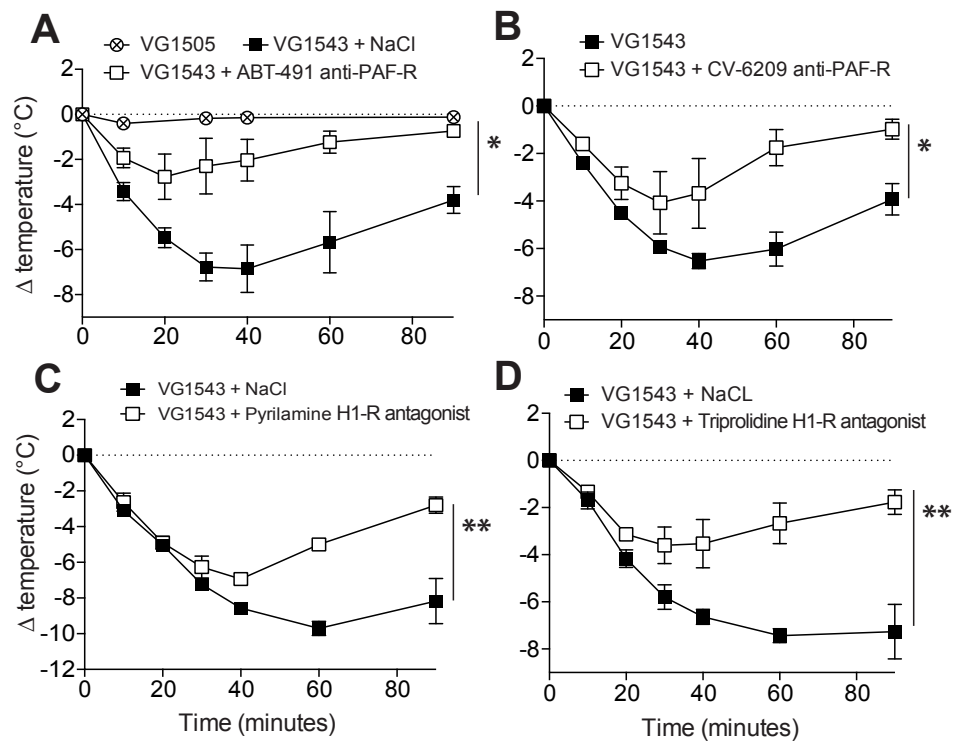 A
VG1505
VG1543 + NaCl
VG1543 + ABT-491 anti-PAF-R
Δ temperature (°C)
2
0
-2
-4
-6
-8
0
20
40
60
80
*
B
VG1543
VG1543 + CV-6209 anti-PAF-R
2
0
-2
-4
-6
-8
0
20
40
60
80
*
C
VG1543 + NaCl
VG1543 + Pyrilamine H1-R antagonist
Δ temperature (°C)
2
0
-2
-4
-6
-8
-10
-12
0
20
40
60
80
Time (minutes)
**
D
VG1543 + NaCL
VG1543 + Triprolidine H1-R antagonist
2
0
-2
-4
-6
-8
0
20
40
60
80
Time (minutes)
**